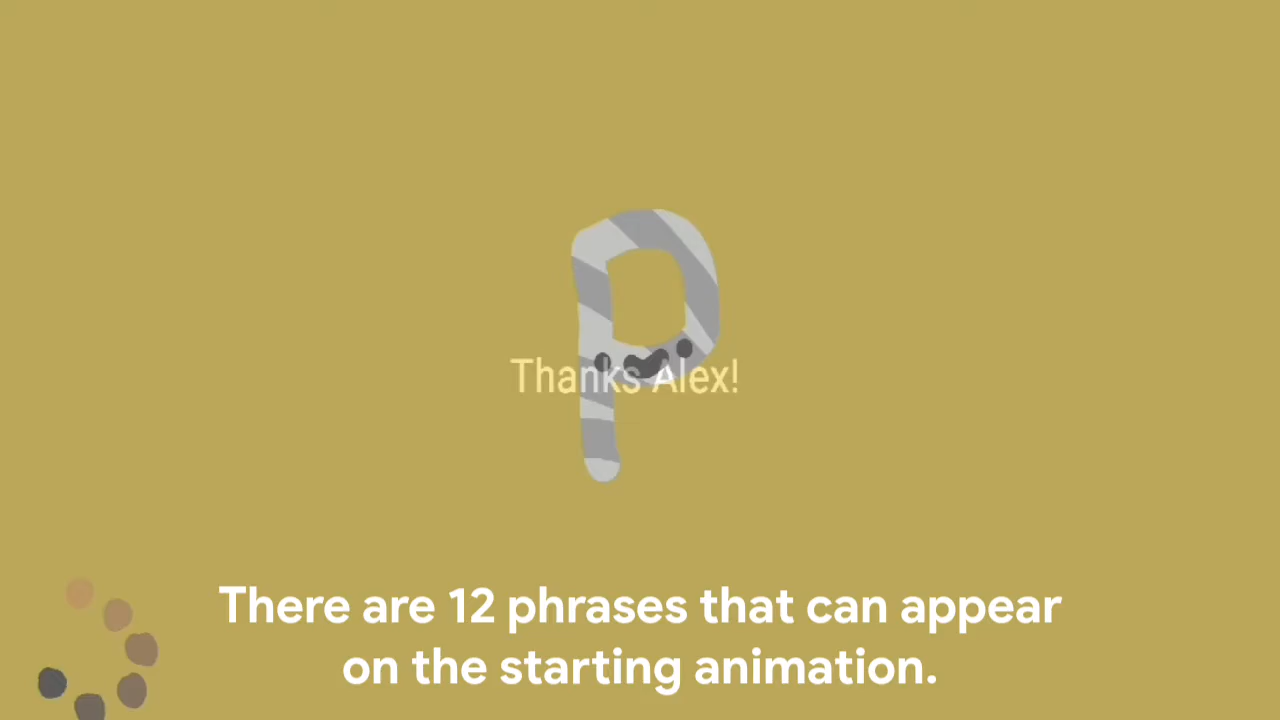 P
Thanks Alex!
There are 12 phrases that can appear
on the starting animation.